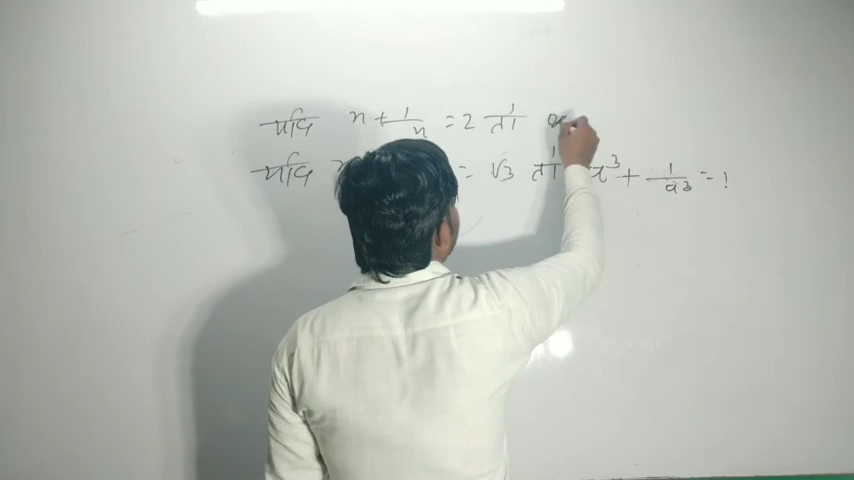 यदि x + 1/x = 2 तो x
यदि = √3 तो x³ + 1/x³ = ?